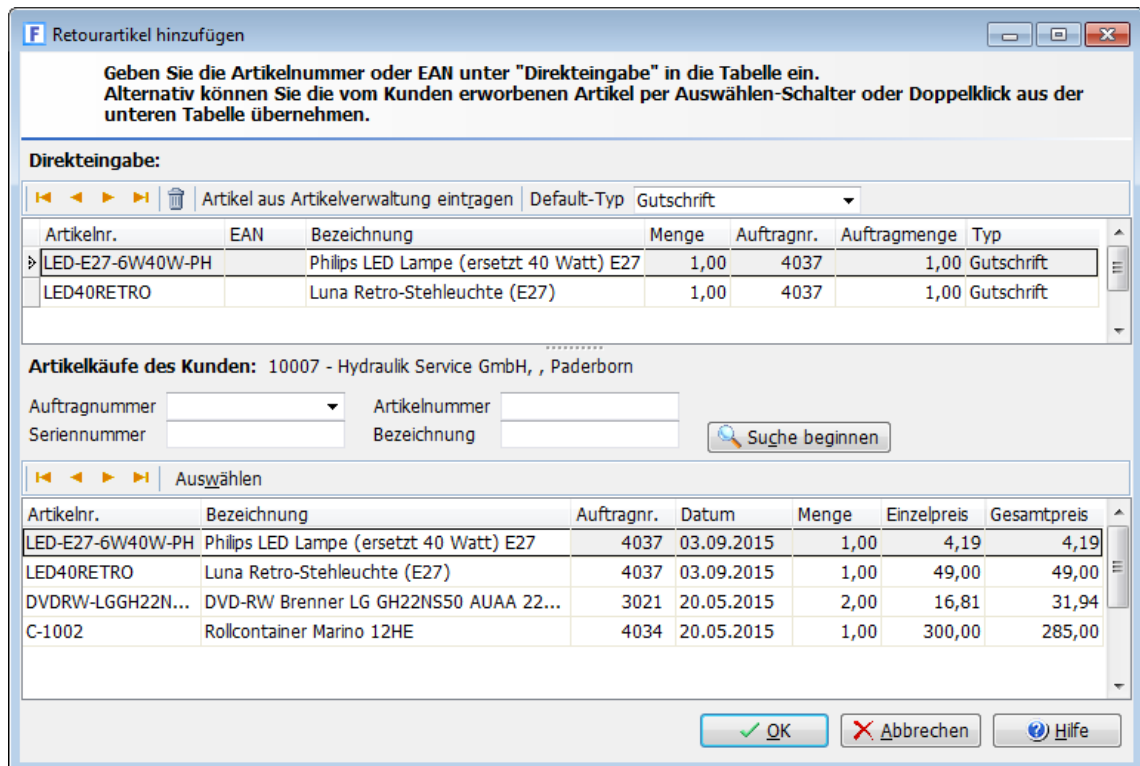 F Retourartikel hinzufügen
Geben Sie die Artikelnummer oder EAN unter "Direkteingabe" in die Tabelle ein.
Alternativ können Sie die vom Kunden erworbenen Artikel per Auswählen-Schalter oder Doppelklick aus der
unteren Tabelle übernehmen.
Direkteingabe:
Artikel aus Artikelverwaltung eintragen Default-Typ Gutschrift
Artikelnr. EAN Bezeichnung Menge Auftragnr. Auftragmenge Typ
LED-E27-6W40W-PH Philips LED Lampe (ersetzt 40 Watt) E27 1,00 4037 1,00 Gutschrift
LED40RETRO Luna Retro-Stehleuchte (E27) 1,00 4037 1,00 Gutschrift
Artikelkäufe des Kunden: 10007 - Hydraulik Service GmbH, , Paderborn
Auftragnummer Artikelnummer
Seriennummer Bezeichnung Suche beginnen
Auswählen
Artikelnr. Bezeichnung Auftragnr. Datum Menge Einzelpreis Gesamtpreis
LED-E27-6W40W-PH Philips LED Lampe (ersetzt 40 Watt) E27 4037 03.09.2015 1,00 4,19 4,19
LED40RETRO Luna Retro-Stehleuchte (E27) 4037 03.09.2015 1,00 49,00 49,00
DVDRW-LGGH22N... DVD-RW Brenner LG GH22NS50 AUAA 22... 3021 20.05.2015 2,00 16,81 31,94
C-1002 Rollcontainer Marino 12HE 4034 20.05.2015 1,00 300,00 285,00
OK Abbrechen Hilfe